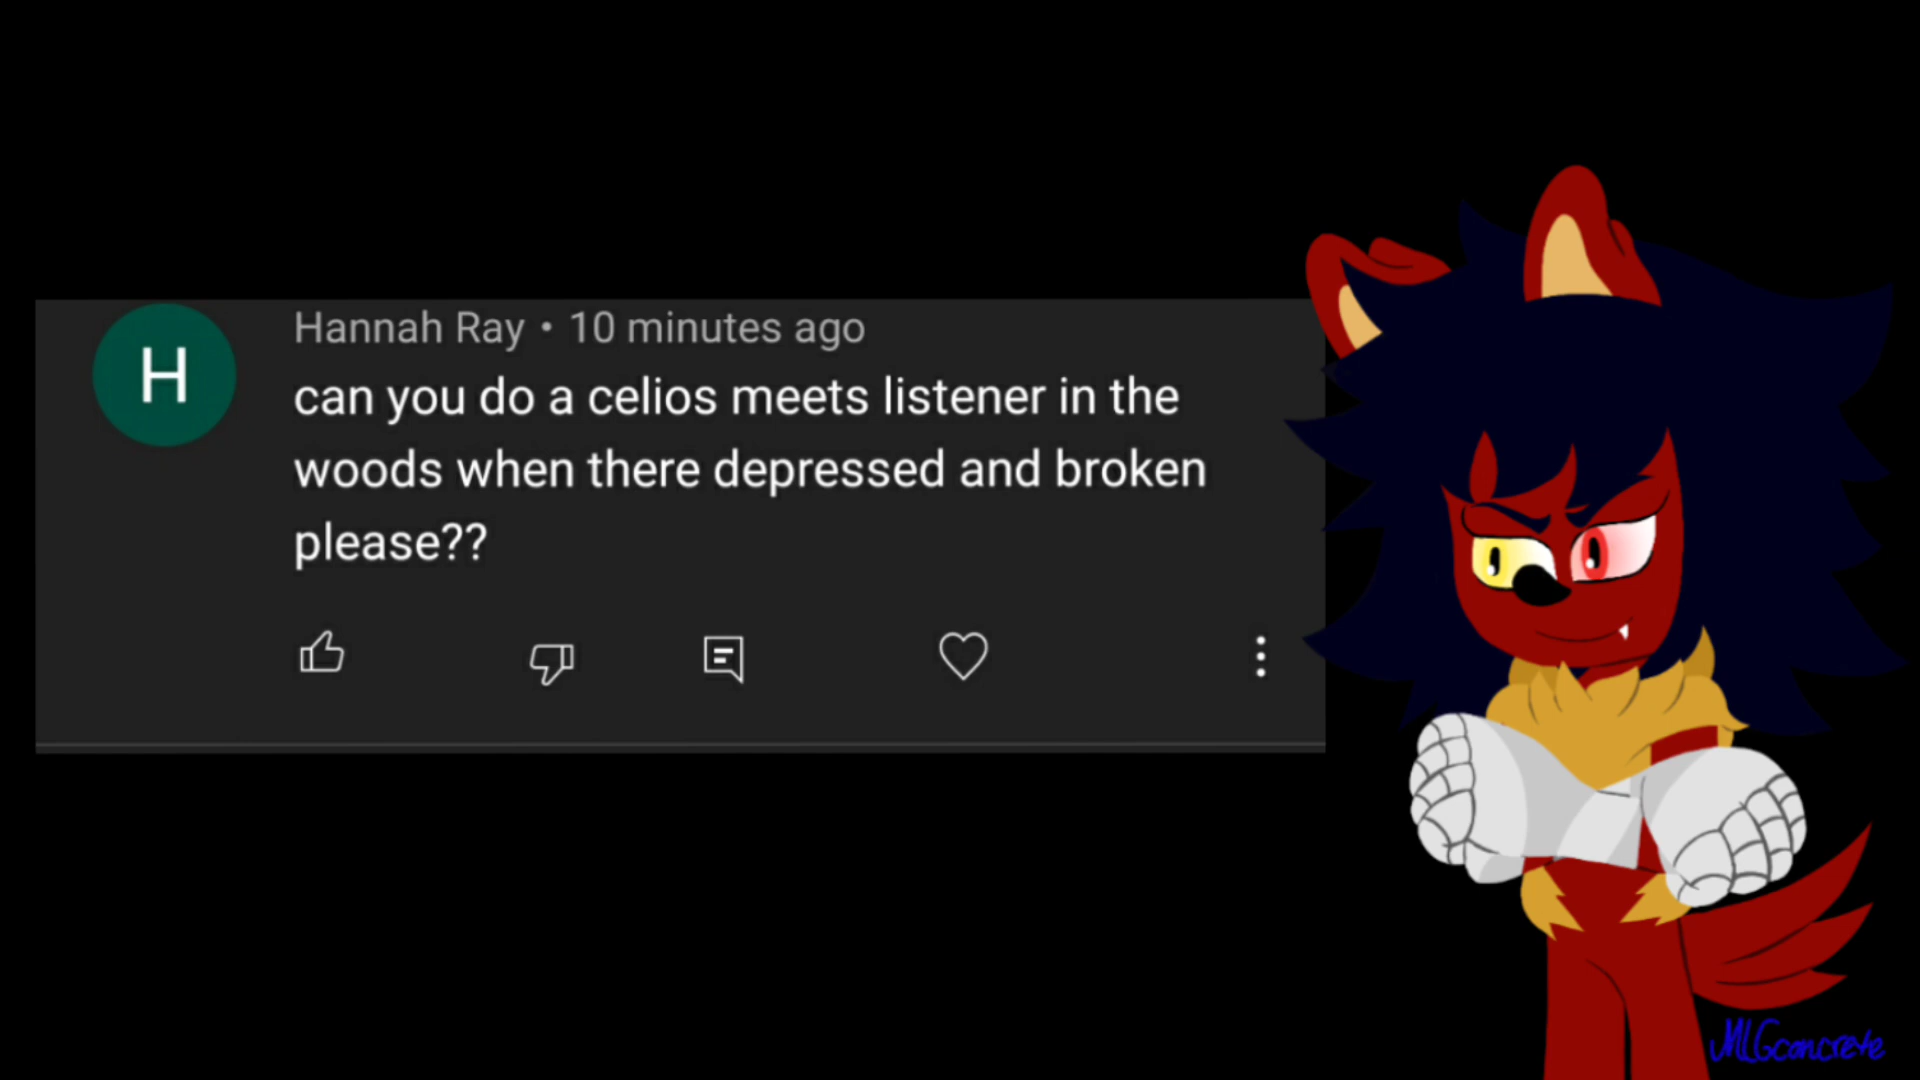 H
Hannah Ray • 10 minutes ago
can you do a celios meets listener in the
woods when there depressed and broken
please??
MLGconcrete